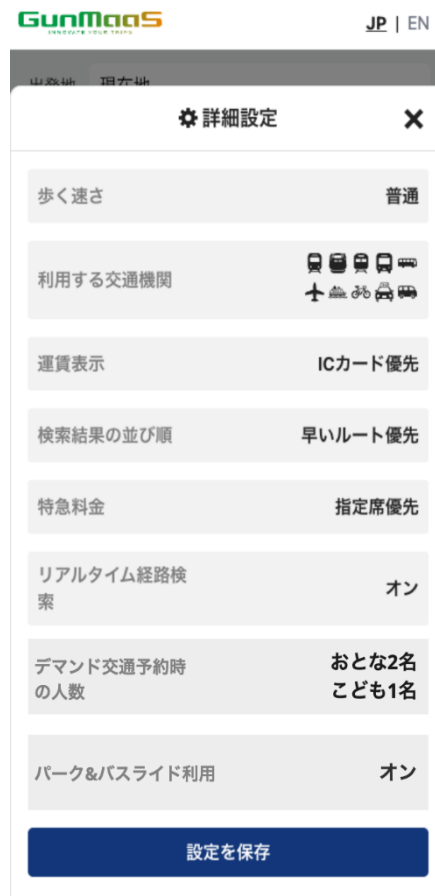 GunMaaS
INNOVATE YOUR TRIPS
JP | EN
出発地 現在地
詳細設定
歩く速さ 普通
利用する交通機関
運賃表示 ICカード優先
検索結果の並び順 早いルート優先
特急料金 指定席優先
リアルタイム経路検
索
オン
デマンド交通予約時
の人数
おとな2名
こども1名
パーク&バスライド利用 オン
設定を保存